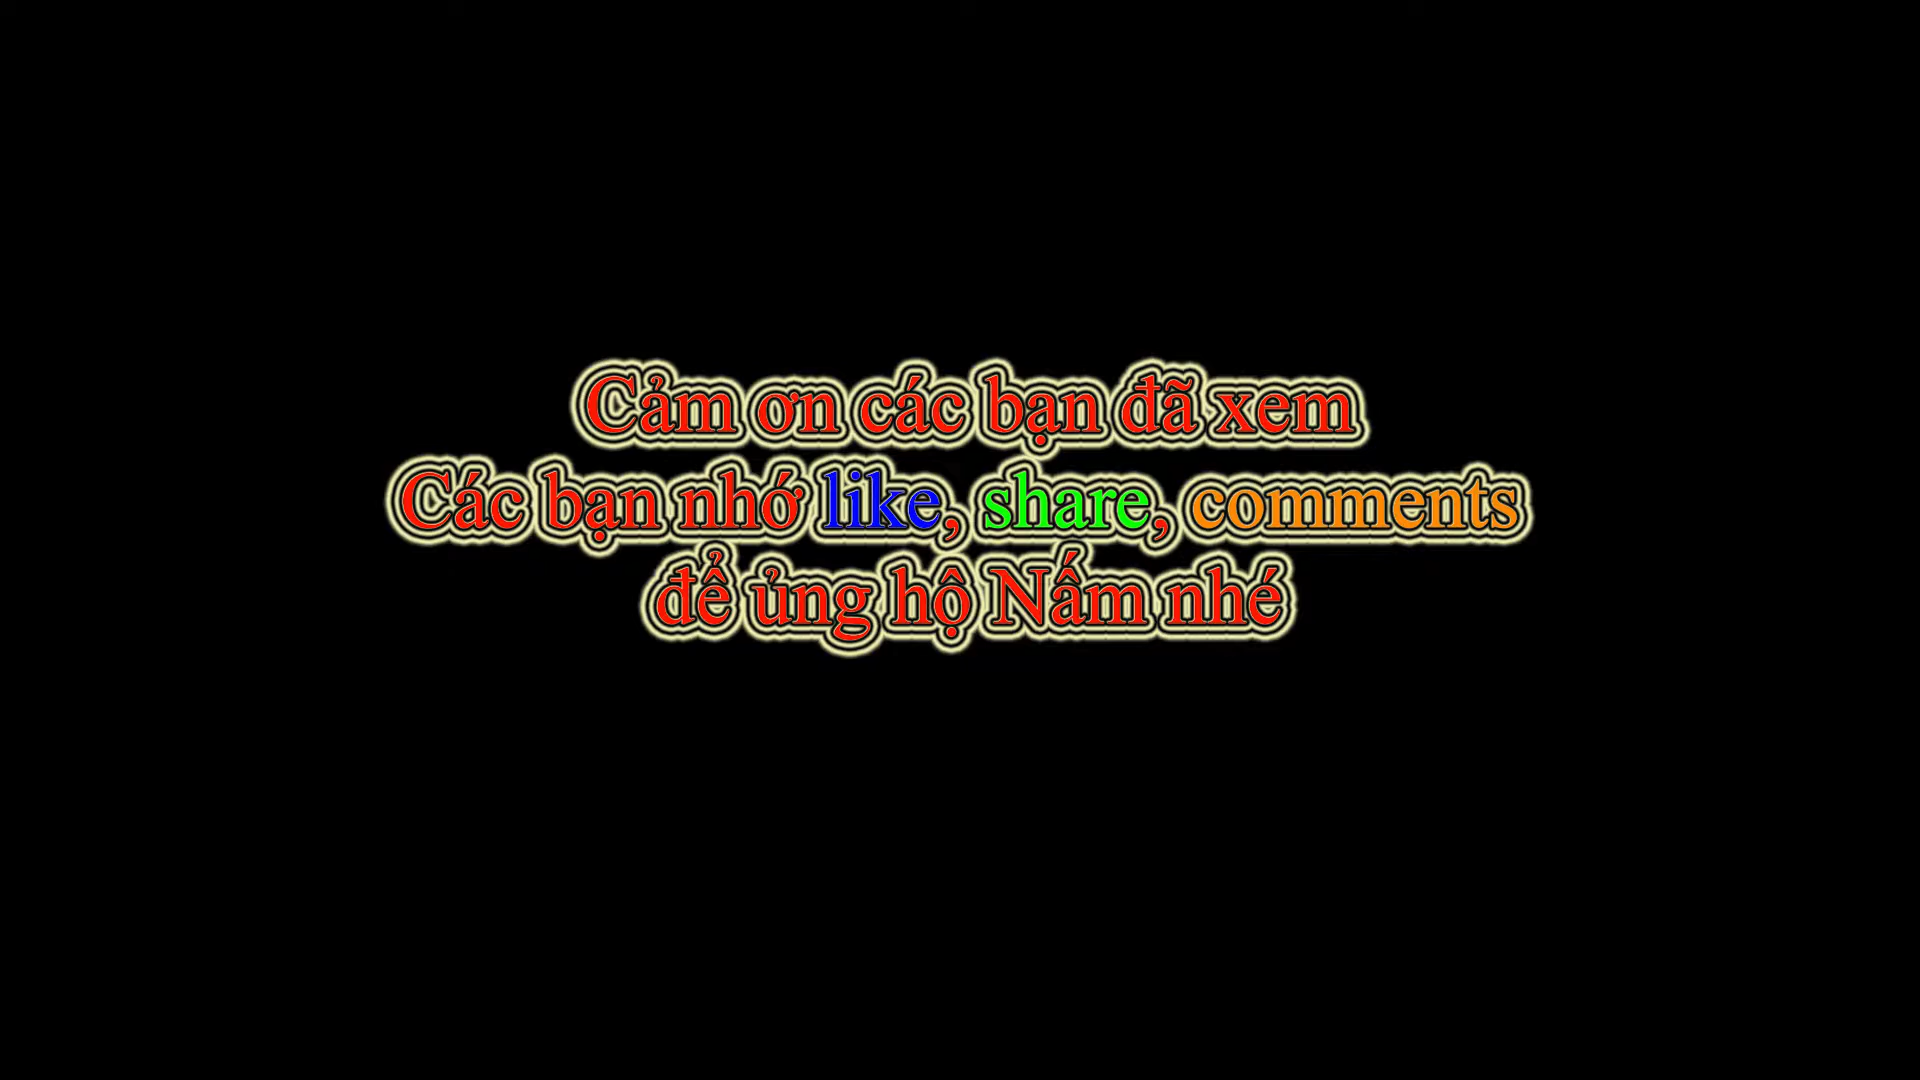 Cảm ơn các bạn đã xem
Các bạn nhớ like, share, comments
để ủng hộ Nấm nhé